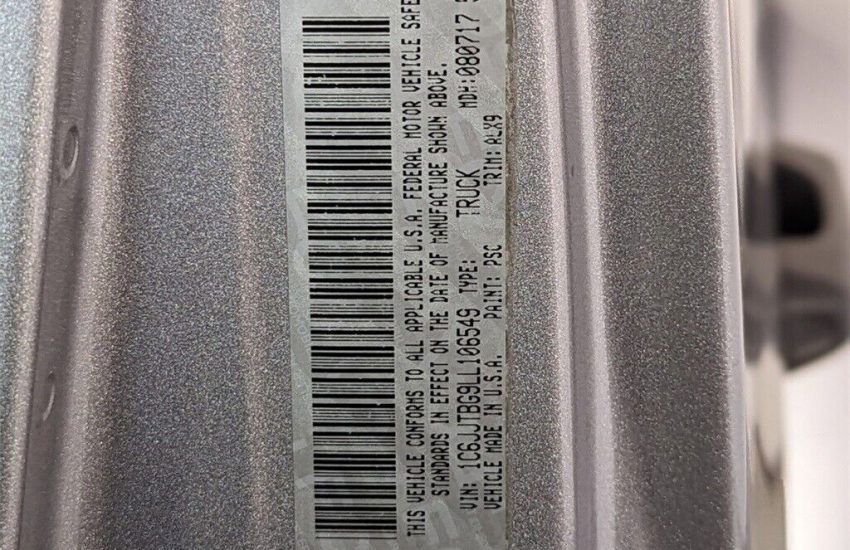 THIS VEHICLE CONFORMS TO ALL APPLICABLE U.S.A. FEDERAL MOTOR VEHICLE SAFE
STANDARDS IN EFFECT ON THE DATE OF MANUFACTURE SHOWN ABOVE.
VIN: 1C6JJTBG9LL106549 TYPE: TRUCK MDH:080717
VEHICLE MADE IN U.S.A. PAINT: PSC TRIM: ALX9